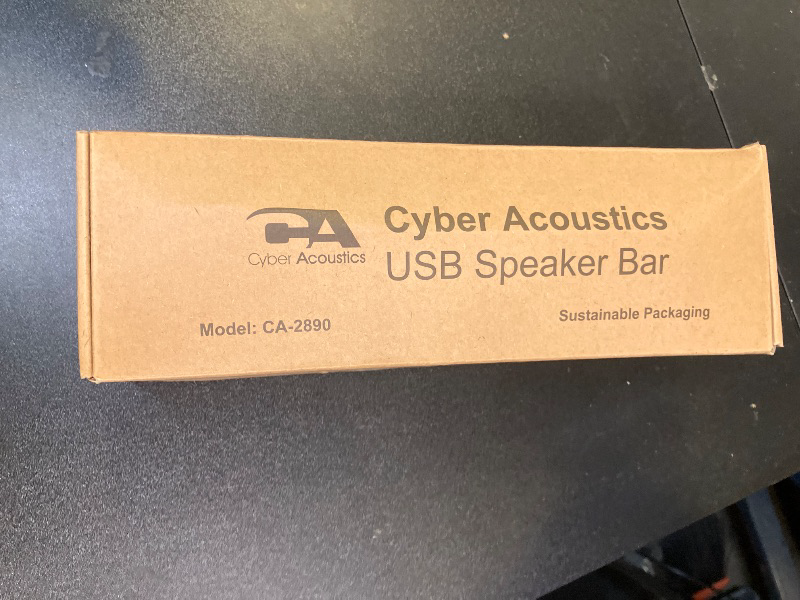 CA
Cyber Acoustics
Cyber Acoustics
USB Speaker Bar
Model: CA-2890
Sustainable Packaging